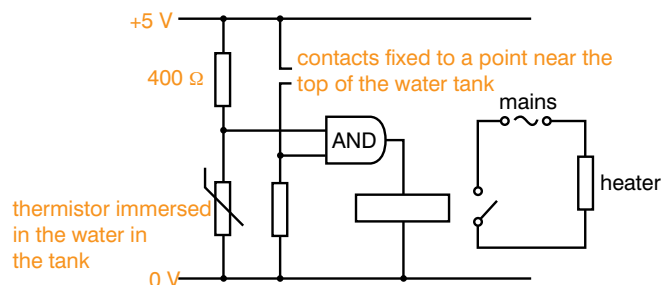 +5 V
400 Ω
contacts fixed to a point near the
top of the water tank
mains
AND
heater
thermistor immersed
in the water in
the tank
0 V